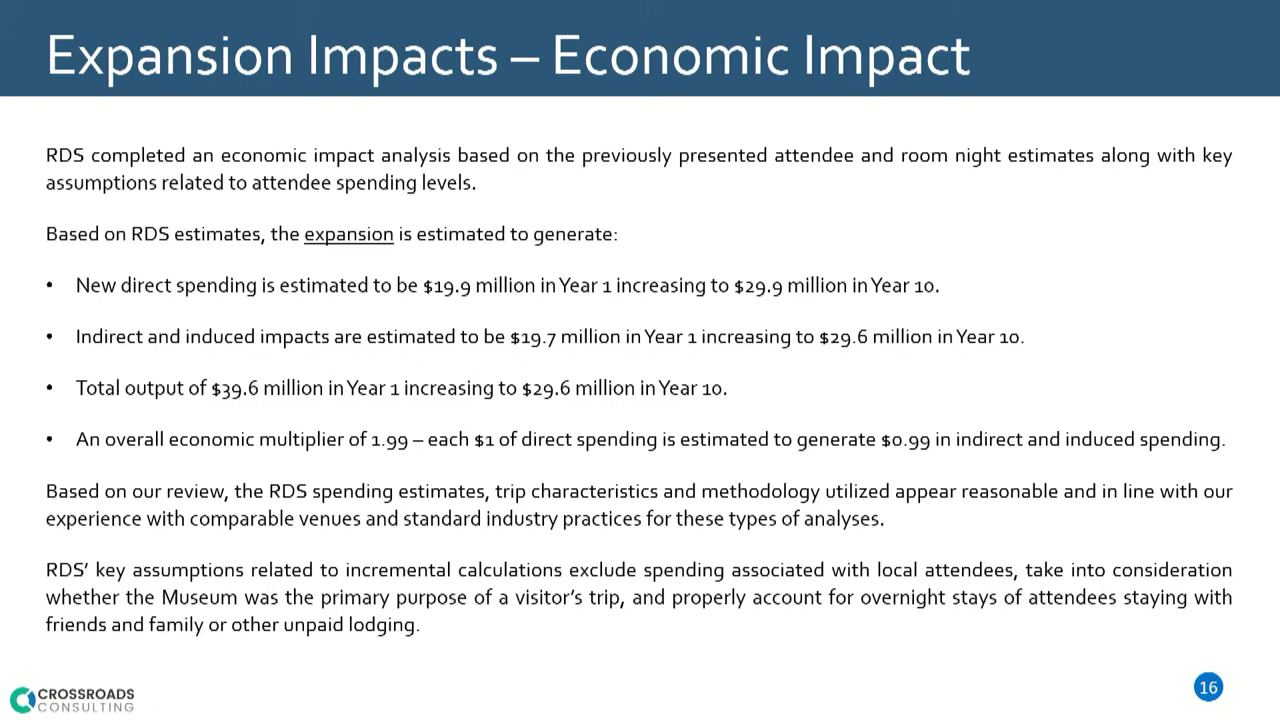 Expansion Impacts – Economic Impact
RDS completed an economic impact analysis based on the previously presented attendee and room night estimates along with key
assumptions related to attendee spending levels.
Based on RDS estimates, the expansion is estimated to generate:
• New direct spending is estimated to be $19.9 million in Year 1 increasing to $29.9 million in Year 10.
• Indirect and induced impacts are estimated to be $19.7 million in Year 1 increasing to $29.6 million in Year 10.
• Total output of $39.6 million in Year 1 increasing to $29.6 million in Year 10.
• An overall economic multiplier of 1.99 – each $1 of direct spending is estimated to generate $0.99 in indirect and induced spending.
Based on our review, the RDS spending estimates, trip characteristics and methodology utilized appear reasonable and in line with our
experience with comparable venues and standard industry practices for these types of analyses.
RDS’ key assumptions related to incremental calculations exclude spending associated with local attendees, take into consideration
whether the Museum was the primary purpose of a visitor’s trip, and properly account for overnight stays of attendees staying with
friends and family or other unpaid lodging.
CROSSROADS
CONSULTING
16